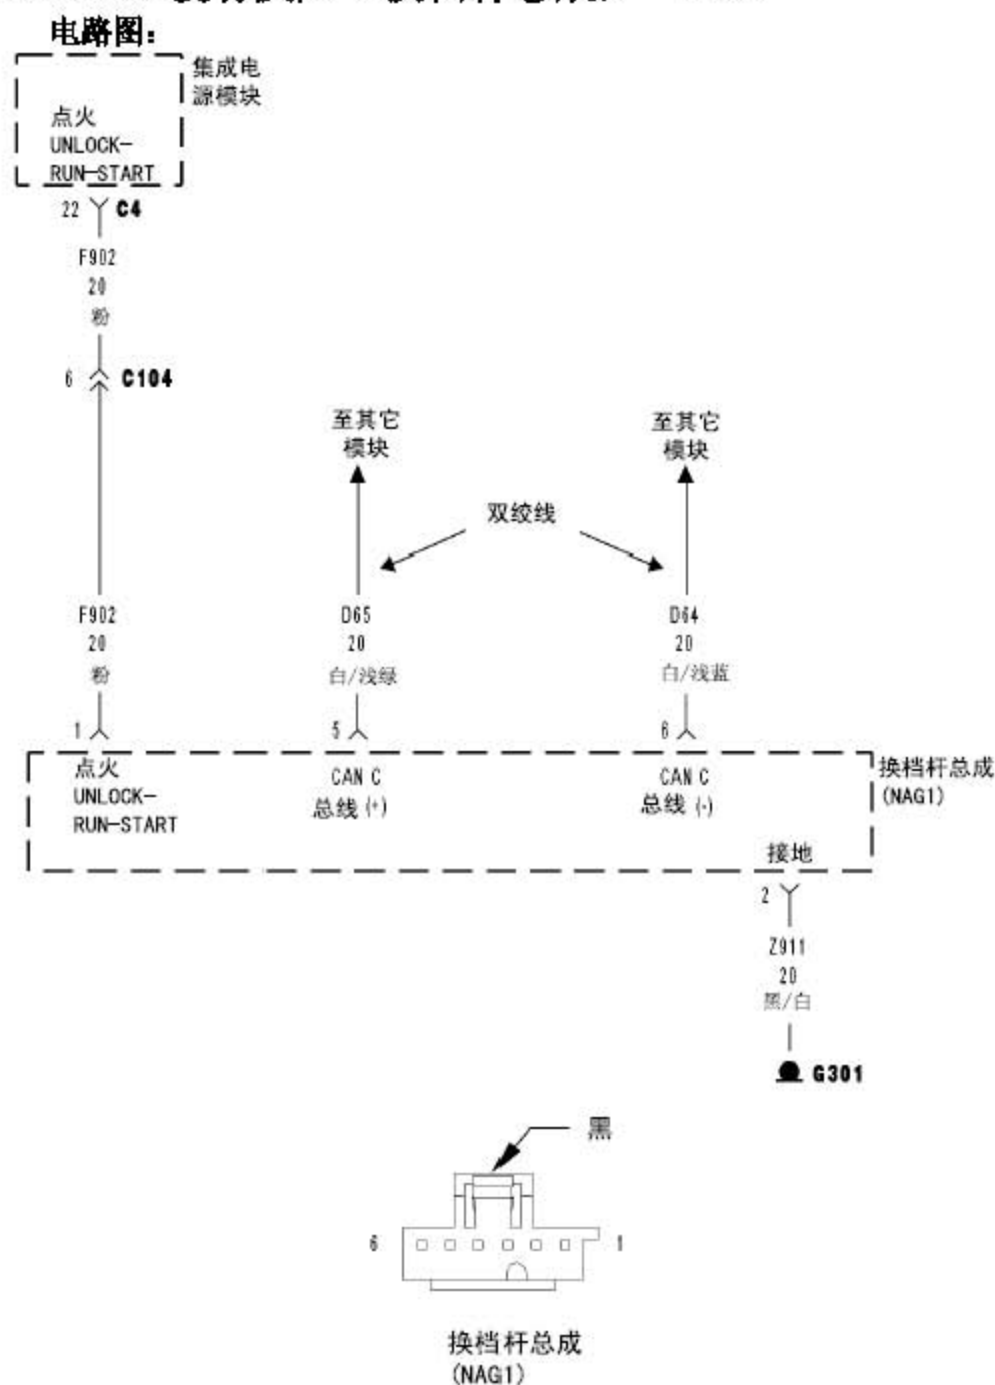 电路图：
集成电
源模块
点火
UNLOCK-
RUN-START
22 C4
F902
20
粉
6 C104
至其它
模块
至其它
模块
双绞线
F902
20
粉
D65
20
白/浅绿
D64
20
白/浅蓝
1
5
6
点火
UNLOCK-
RUN-START
CAN C
总线(+)
CAN C
总线(-)
换档杆总成
(NAG1)
接地
2
Z911
20
黑/白
G301
黑
6
1
换档杆总成
(NAG1)